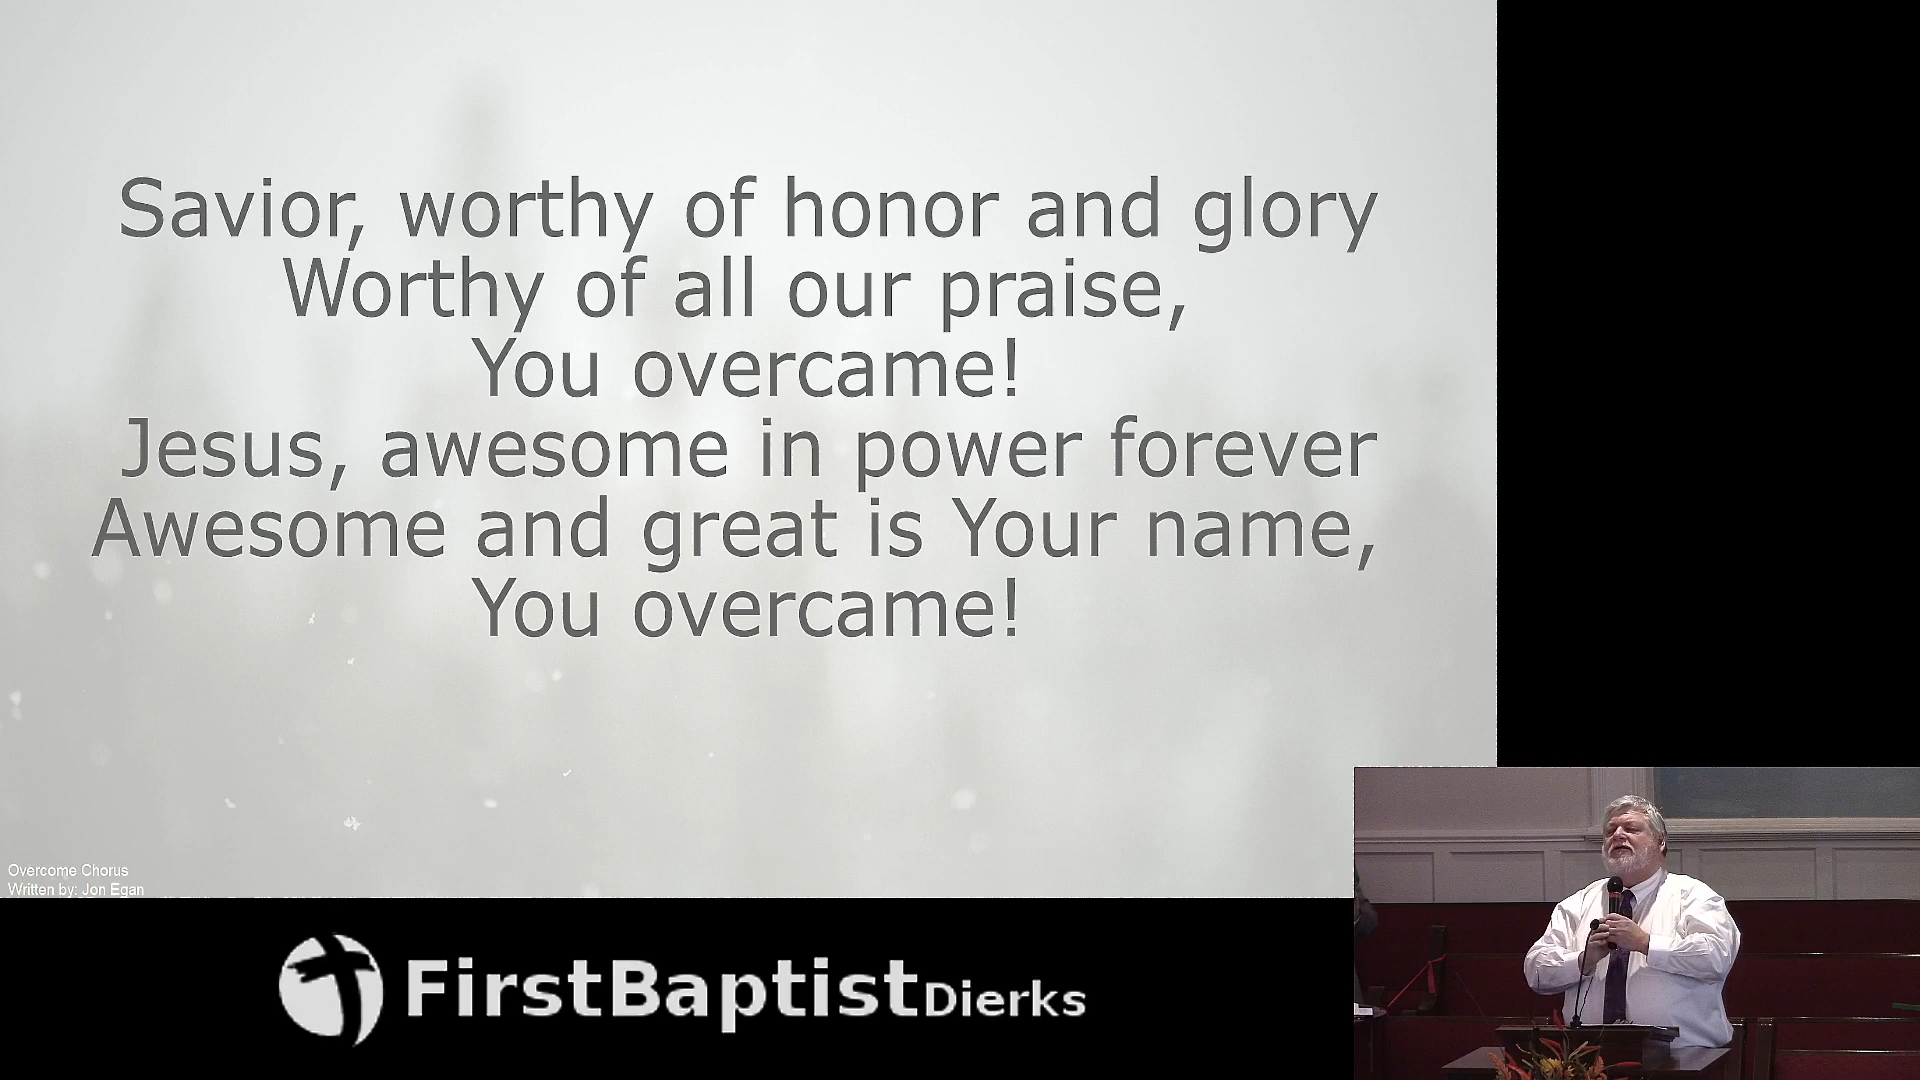 Savior, worthy of honor and glory
Worthy of all our praise,
You overcame!
Jesus, awesome in power forever
Awesome and great is Your name,
You overcame!
Overcome Chorus
Written by: Jon Egan
FirstBaptistDierks